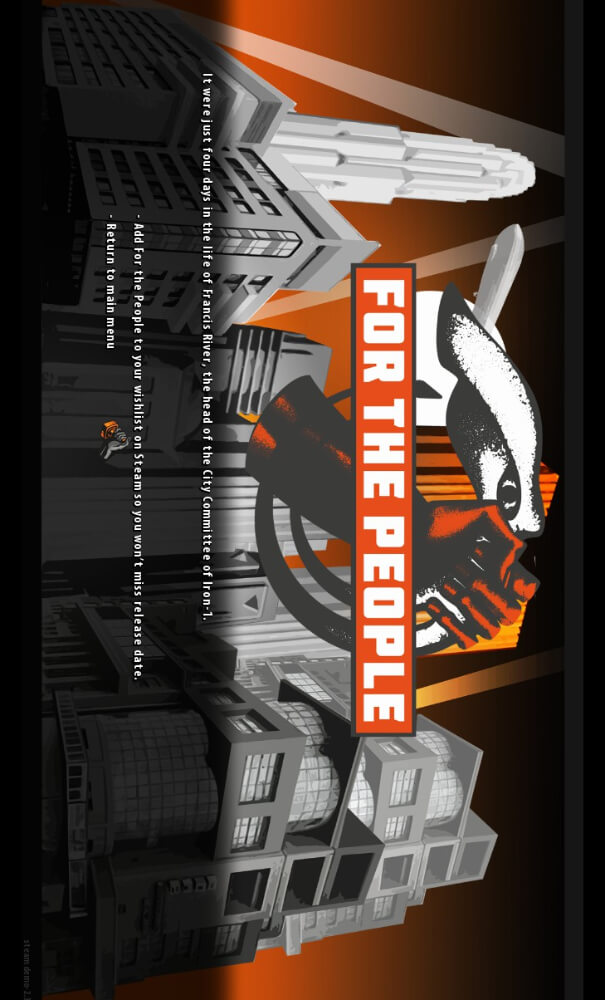 FOR THE PEOPLE
It were just four days in the life of Francis River, the head of the City Committee of Iron-1.
- Add For the People to your wishlist on Steam so you won't miss release date.
- Return to main menu
steam demo